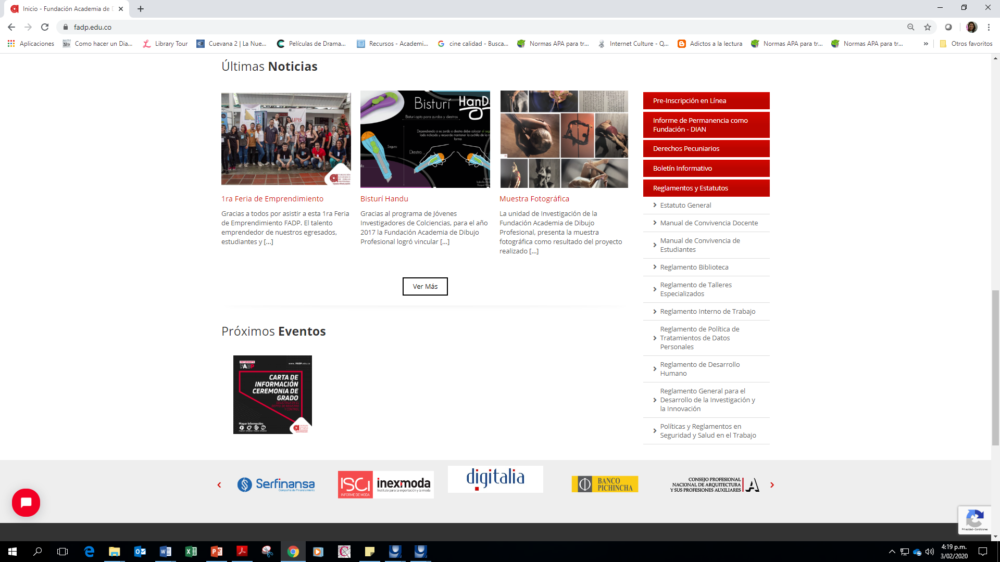 Inicio - Fundación Academia de D
fadp.edu.co
Aplicaciones
Como hacer un Dia...
Library Tour
Cuevana 2 | La Nue...
Películas de Drama...
Recursos - Academi...
cine calidad - Busca...
Normas APA para tr...
Internet Culture - Q...
Adictos a la lectura
Normas APA para tr...
Normas APA para tr...
Otros favoritos
Últimas Noticias
Bisturí HanD
Bisturi apto para zurdos y diestros
Dependiendo si es zurdo o diestro debe colocar el seg
lado indicado y recuerde mantener la cuchilla de la m
forma
Seguro
Diestro
1ra Feria de Emprendimiento
Gracias a todos por asistir a esta 1ra Feria
de Emprendimiento FADP. El talento
emprendedor de nuestros egresados,
estudiantes y [...]
Bisturí Handu
Gracias al programa de Jóvenes
Investigadores de Colciencias, para el año
2017 la Fundación Academia de Dibujo
Profesional logró vincular [...]
Muestra Fotográfica
La unidad de Investigación de la
Fundación Academia de Dibujo
Profesional, presenta la muestra
fotográfica como resultado del proyecto
realizado [...]
Ver Más
Pre-Inscripción en Línea
Informe de Permanencia como
Fundación - DIAN
Derechos Pecuniarios
Boletín Informativo
Reglamentos y Estatutos
Estatuto General
Manual de Convivencia Docente
Manual de Convivencia de
Estudiantes
Reglamento Biblioteca
Reglamento de Talleres
Especializados
Reglamento Interno de Trabajo
Reglamento de Política de
Tratamientos de Datos
Personales
Reglamento de Desarrollo
Humano
Reglamento General para el
Desarrollo de la Investigación y
la Innovación
Políticas y Reglamentos en
Seguridad y Salud en el Trabajo
Próximos Eventos
ESTUDIANTE
FADP
www.FADP.edu.co
CARTA DE
INFORMACIÓN
CEREMONIA DE
GRADO
Mayor Información:
Serfinansa
Compañía de Financiamiento
ISCI
INFORME DE MODA
inexmoda
Instituto para la exportación y la moda
digitalia
BANCO
PICHINCHA
CONSEJO PROFESIONAL
NACIONAL DE ARQUITECTURA
Y SUS PROFESIONES AUXILIARES
Privacidad - Condiciones
4:19 p.m.
3/02/2020